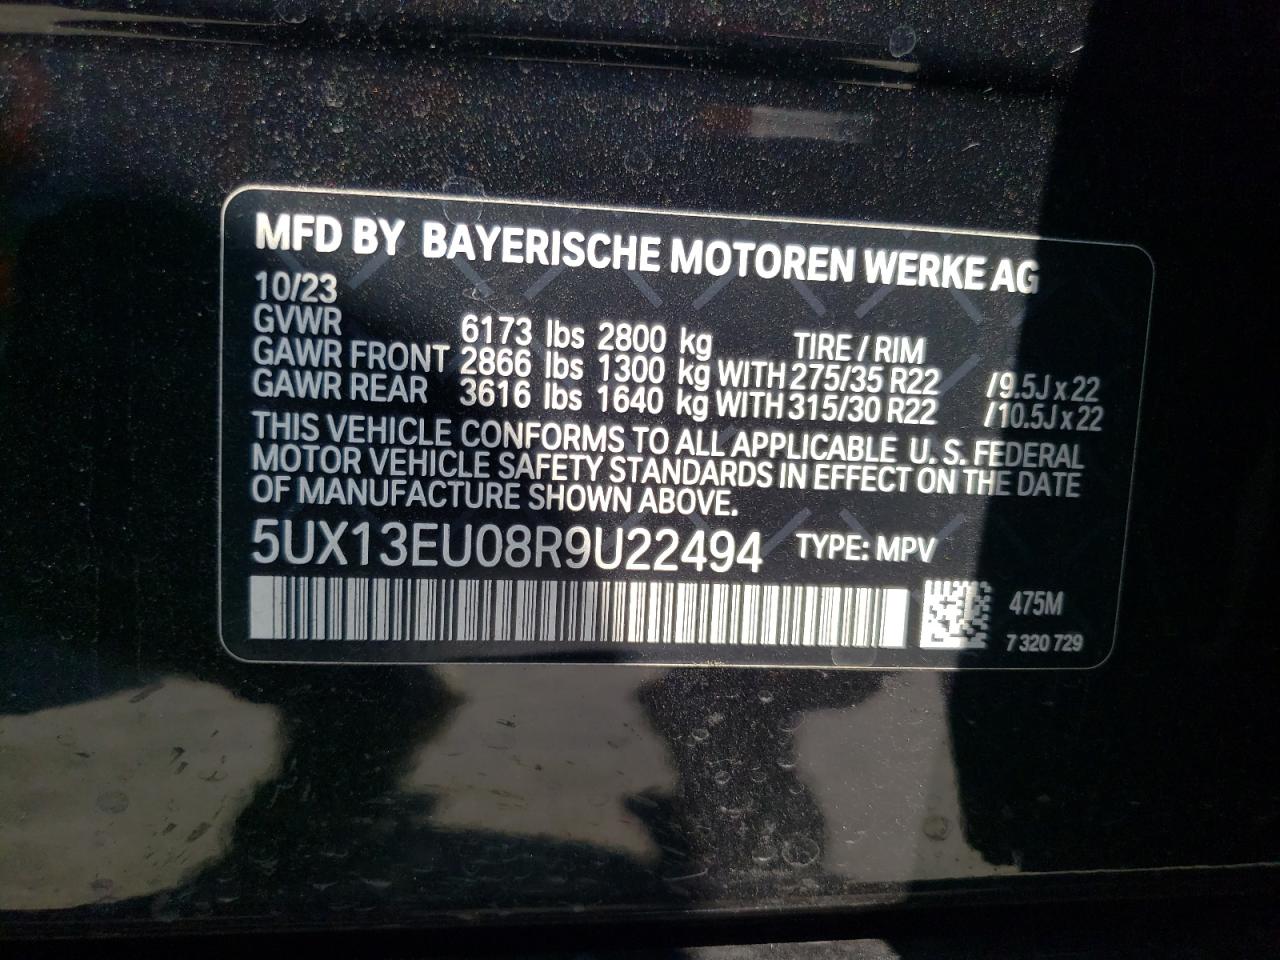 MFD BY BAYERISCHE MOTOREN WERKE AG
10/23
GVWR 6173 lbs 2800 kg TIRE / RIM
GAWR FRONT 2866 lbs 1300 kg WITH 275/35 R22 /9.5J x 22
GAWR REAR 3616 lbs 1640 kg WITH 315/30 R22 /10.5J x 22
THIS VEHICLE CONFORMS TO ALL APPLICABLE U. S. FEDERAL
MOTOR VEHICLE SAFETY STANDARDS IN EFFECT ON THE DATE
OF MANUFACTURE SHOWN ABOVE.
5UX13EU08R9U22494 TYPE: MPV
475M
7 320 729